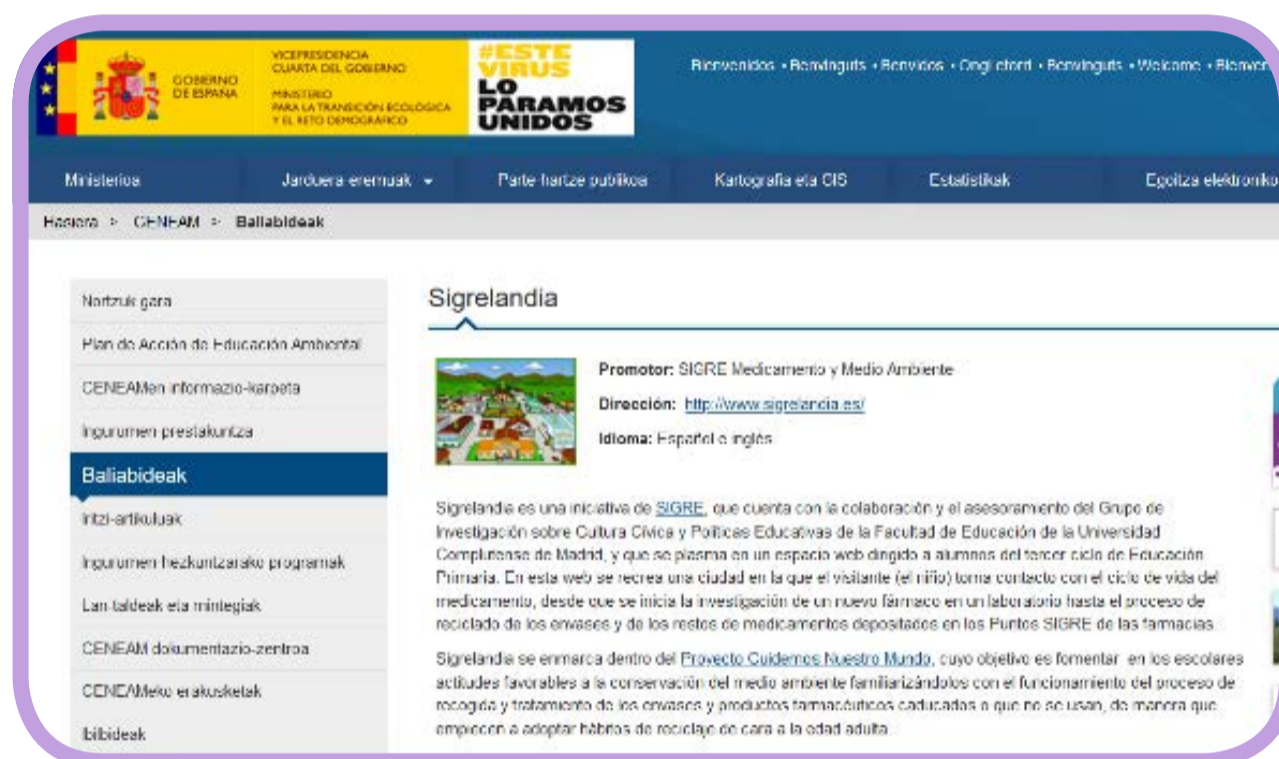 GOBIERNO
DE ESPAÑA
VICEPRESIDENCIA
CUARTA DEL GOBIERNO
MINISTERIO
PARA LA TRANSICIÓN ECOLÓGICA
Y EL RETO DEMOGRÁFICO
#ESTE
VIRUS
LO
PARAMOS
UNIDOS
Bienvenidos • Benvinguts • Benvidos • Ongi etorri • Benvinguts • Welcome •
Ministerioa Jarduera-eremuak Parte-hartze publikoa Kartografia eta GIS Estatistikak Egoitza elektroniko
Hasiera > CENEAM > Baliabideak
Nortzuk gara
Plan de Acción de Educación Ambiental
CENEAMen informazio-karpeta
Ingurumen prestakuntza
Baliabideak
Iritzi-artikuluak
Ingurumen hezkuntzarako programak
Lan-taldeak eta mintegiak
CENEAM dokumentazio-zentroa
CENEAMeko erakusketak
Ibilbideak
Sigrelandia
Promotor: SIGRE Medicamento y Medio Ambiente
Dirección: http://www.sigrelandia.es/
Idioma: Español e inglés
Sigrelandia es una iniciativa de SIGRE, que cuenta con la colaboración y el asesoramiento del Grupo de
Investigación sobre Cultura Cívica y Políticas Educativas de la Facultad de Educación de la Universidad
Complutense de Madrid, y que se plasma en un espacio web dirigido a alumnos del tercer ciclo de Educación
Primaria. En esta web se recrea una ciudad en la que el visitante (el niño) toma contacto con el ciclo de vida del
medicamento, desde que se inicia la investigación de un nuevo fármaco en un laboratorio hasta el proceso de
reciclado de los envases y de los restos de medicamentos depositados en los Puntos SIGRE de las farmacias.
Sigrelandia se enmarca dentro del Proyecto Cuidemos Nuestro Mundo, cuyo objetivo es fomentar en los escolares
actitudes favorables a la conservación del medio ambiente familiarizándolos con el funcionamiento del proceso de
recogida y tratamiento de los envases y productos farmacéuticos caducados o que no se usan, de manera que
empiecen a adoptar hábitos de reciclaje de cara a la edad adulta.